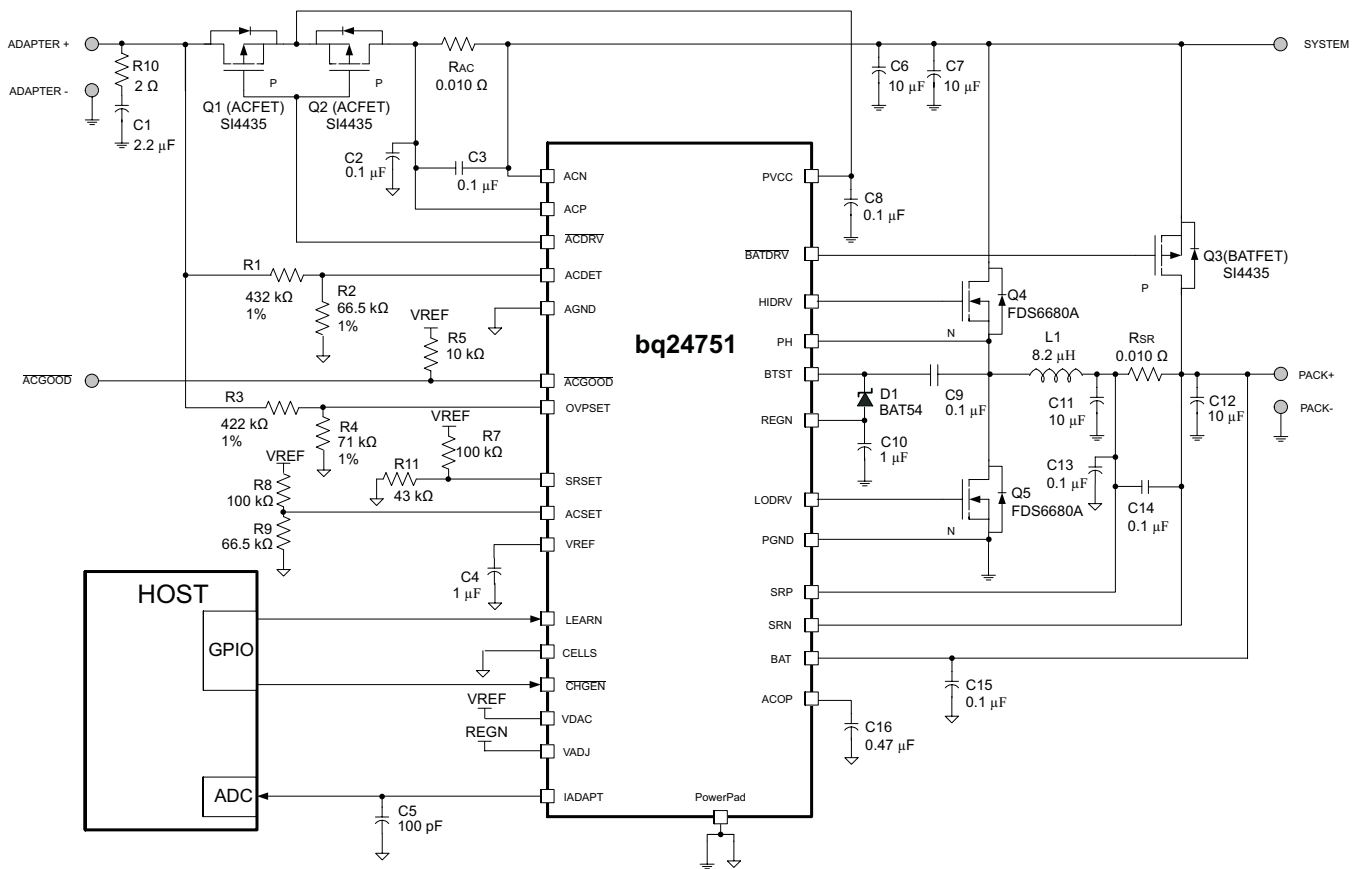 ADAPTER +
ADAPTER -
R10
2 Ω
C1
2.2 µF
P
Q1 (ACFET)
SI4435
P
Q2 (ACFET)
SI4435
RAC
0.010 Ω
C2
0.1 µF
C3
0.1 µF
C6
10 µF
C7
10 µF
SYSTEM
C8
0.1 µF
Q3(BATFET)
SI4435
P
R1
432 kΩ
1%
R2
66.5 kΩ
1%
VREF
R5
10 kΩ
ACGOOD
R3
422 kΩ
1%
R4
71 kΩ
1%
VREF
R7
100 kΩ
R11
43 kΩ
VREF
R8
100 kΩ
R9
66.5 kΩ
C4
1 µF
HOST
GPIO
ADC
VREF
REGN
C5
100 pF
bq24751
ACN
ACP
ACDRV
ACDET
AGND
ACGOOD
OVPSET
SRSET
ACSET
VREF
LEARN
CELLS
CHGEN
VDAC
VADJ
IADAPT
PowerPad
PVCC
BATDRV
HIDRV
PH
BTST
REGN
LODRV
PGND
SRP
SRN
BAT
ACOP
Q4
FDS6680A
N
D1
BAT54
C9
0.1 µF
C10
1 µF
L1
8.2 µH
RSR
0.010 Ω
C11
10 µF
C12
10 µF
PACK+
PACK-
Q5
FDS6680A
N
C13
0.1 µF
C14
0.1 µF
C15
0.1 µF
C16
0.47 µF